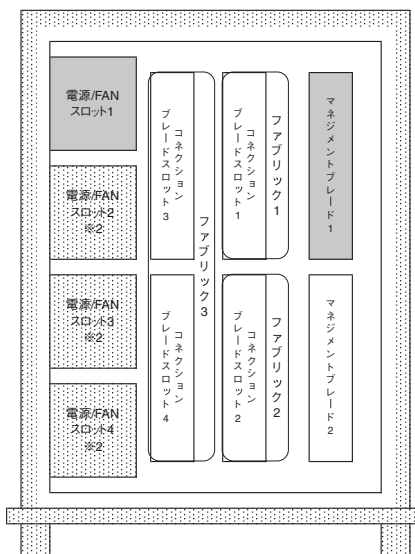 電源/FAN
スロット1
電源/FAN
スロット2
※2
電源/FAN
スロット3
※2
電源/FAN
スロット4
※2
コネクション
ブレードスロット3
コネクション
ブレードスロット4
ファブリック3
コネクション
ブレードスロット1
ファブリック1
コネクション
ブレードスロット2
ファブリック2
マネジメントブレード1
マネジメントブレード2